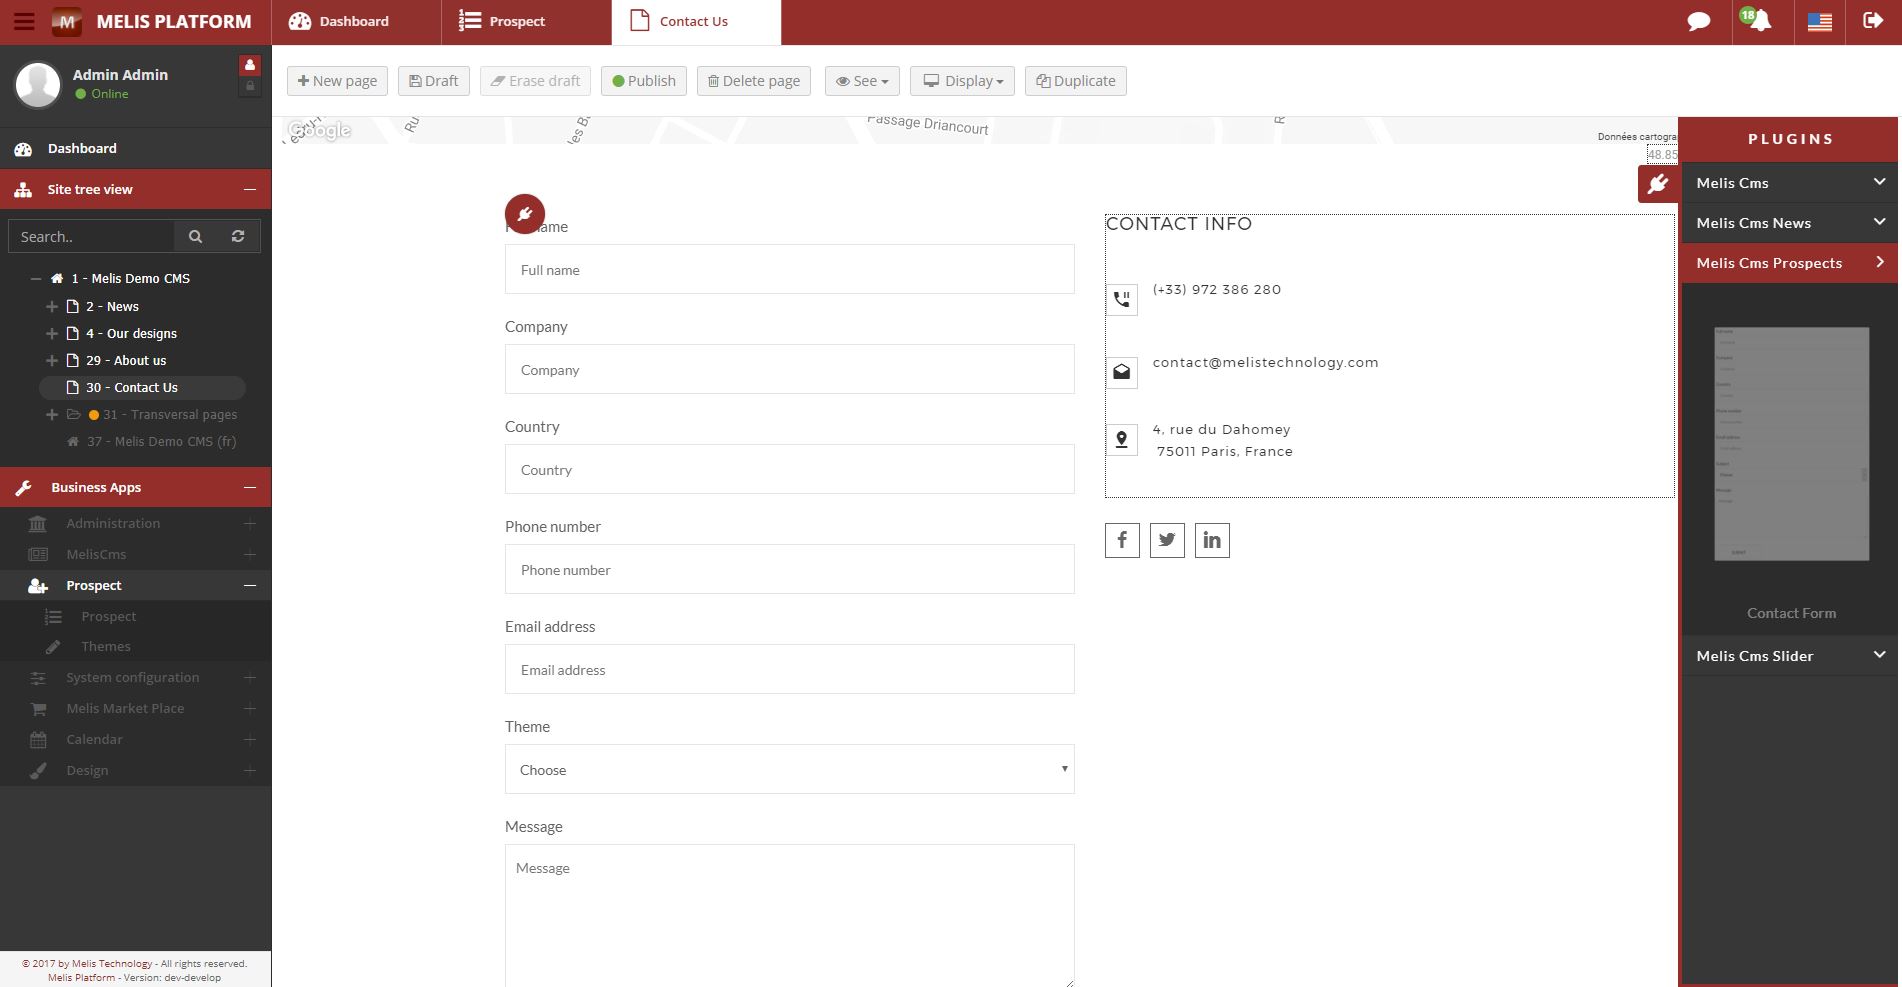 MELIS PLATFORM
Dashboard
Prospect
Contact Us
18
Admin Admin
Online
New page
Draft
Erase draft
Publish
Delete page
See
Display
Duplicate
Dashboard
Site tree view
Search..
1 - Melis Demo CMS
2 - News
4 - Our designs
29 - About us
30 - Contact Us
31 - Transversal pages
37 - Melis Demo CMS (fr)
Business Apps
Administration
MelisCms
Prospect
Prospect
Themes
System configuration
Melis Market Place
Calendar
Design
© 2017 by Melis Technology - All rights reserved.
Melis Platform - Version: dev-develop
Google
Passage Driancourt
48.85
name
Full name
Company
Company
Country
Country
Phone number
Phone number
Email address
Email address
Theme
Choose
Message
Message
CONTACT INFO
(+33) 972 386 280
contact@melistechnology.com
4, rue du Dahomey
75011 Paris, France
PLUGINS
Melis Cms
Melis Cms News
Melis Cms Prospects
Contact Form
Melis Cms Slider